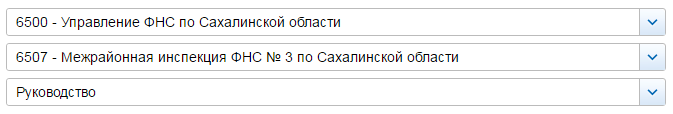 6500 - Управление ФНС по Сахалинской области
6507 - Межрайонная инспекция ФНС № 3 по Сахалинской области
Руководство